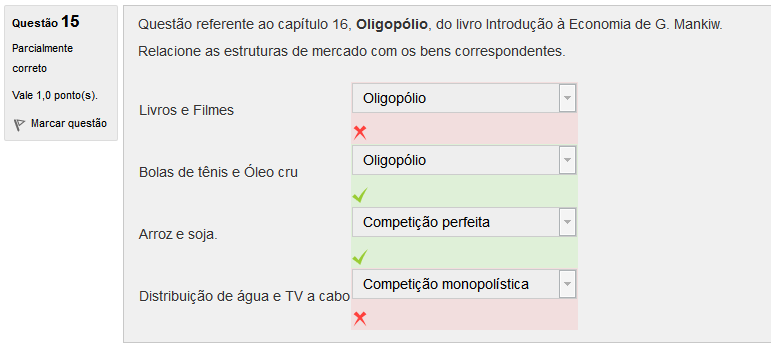 Questão 15
Parcialmente
correto
Vale 1,0 ponto(s).
Marcar questão
Questão referente ao capítulo 16, Oligopólio, do livro Introdução à Economia de G. Mankiw.
Relacione as estruturas de mercado com os bens correspondentes.
Livros e Filmes
Oligopólio
Bolas de tênis e Óleo cru
Oligopólio
Arroz e soja.
Competição perfeita
Distribuição de água e TV a cabo
Competição monopolística